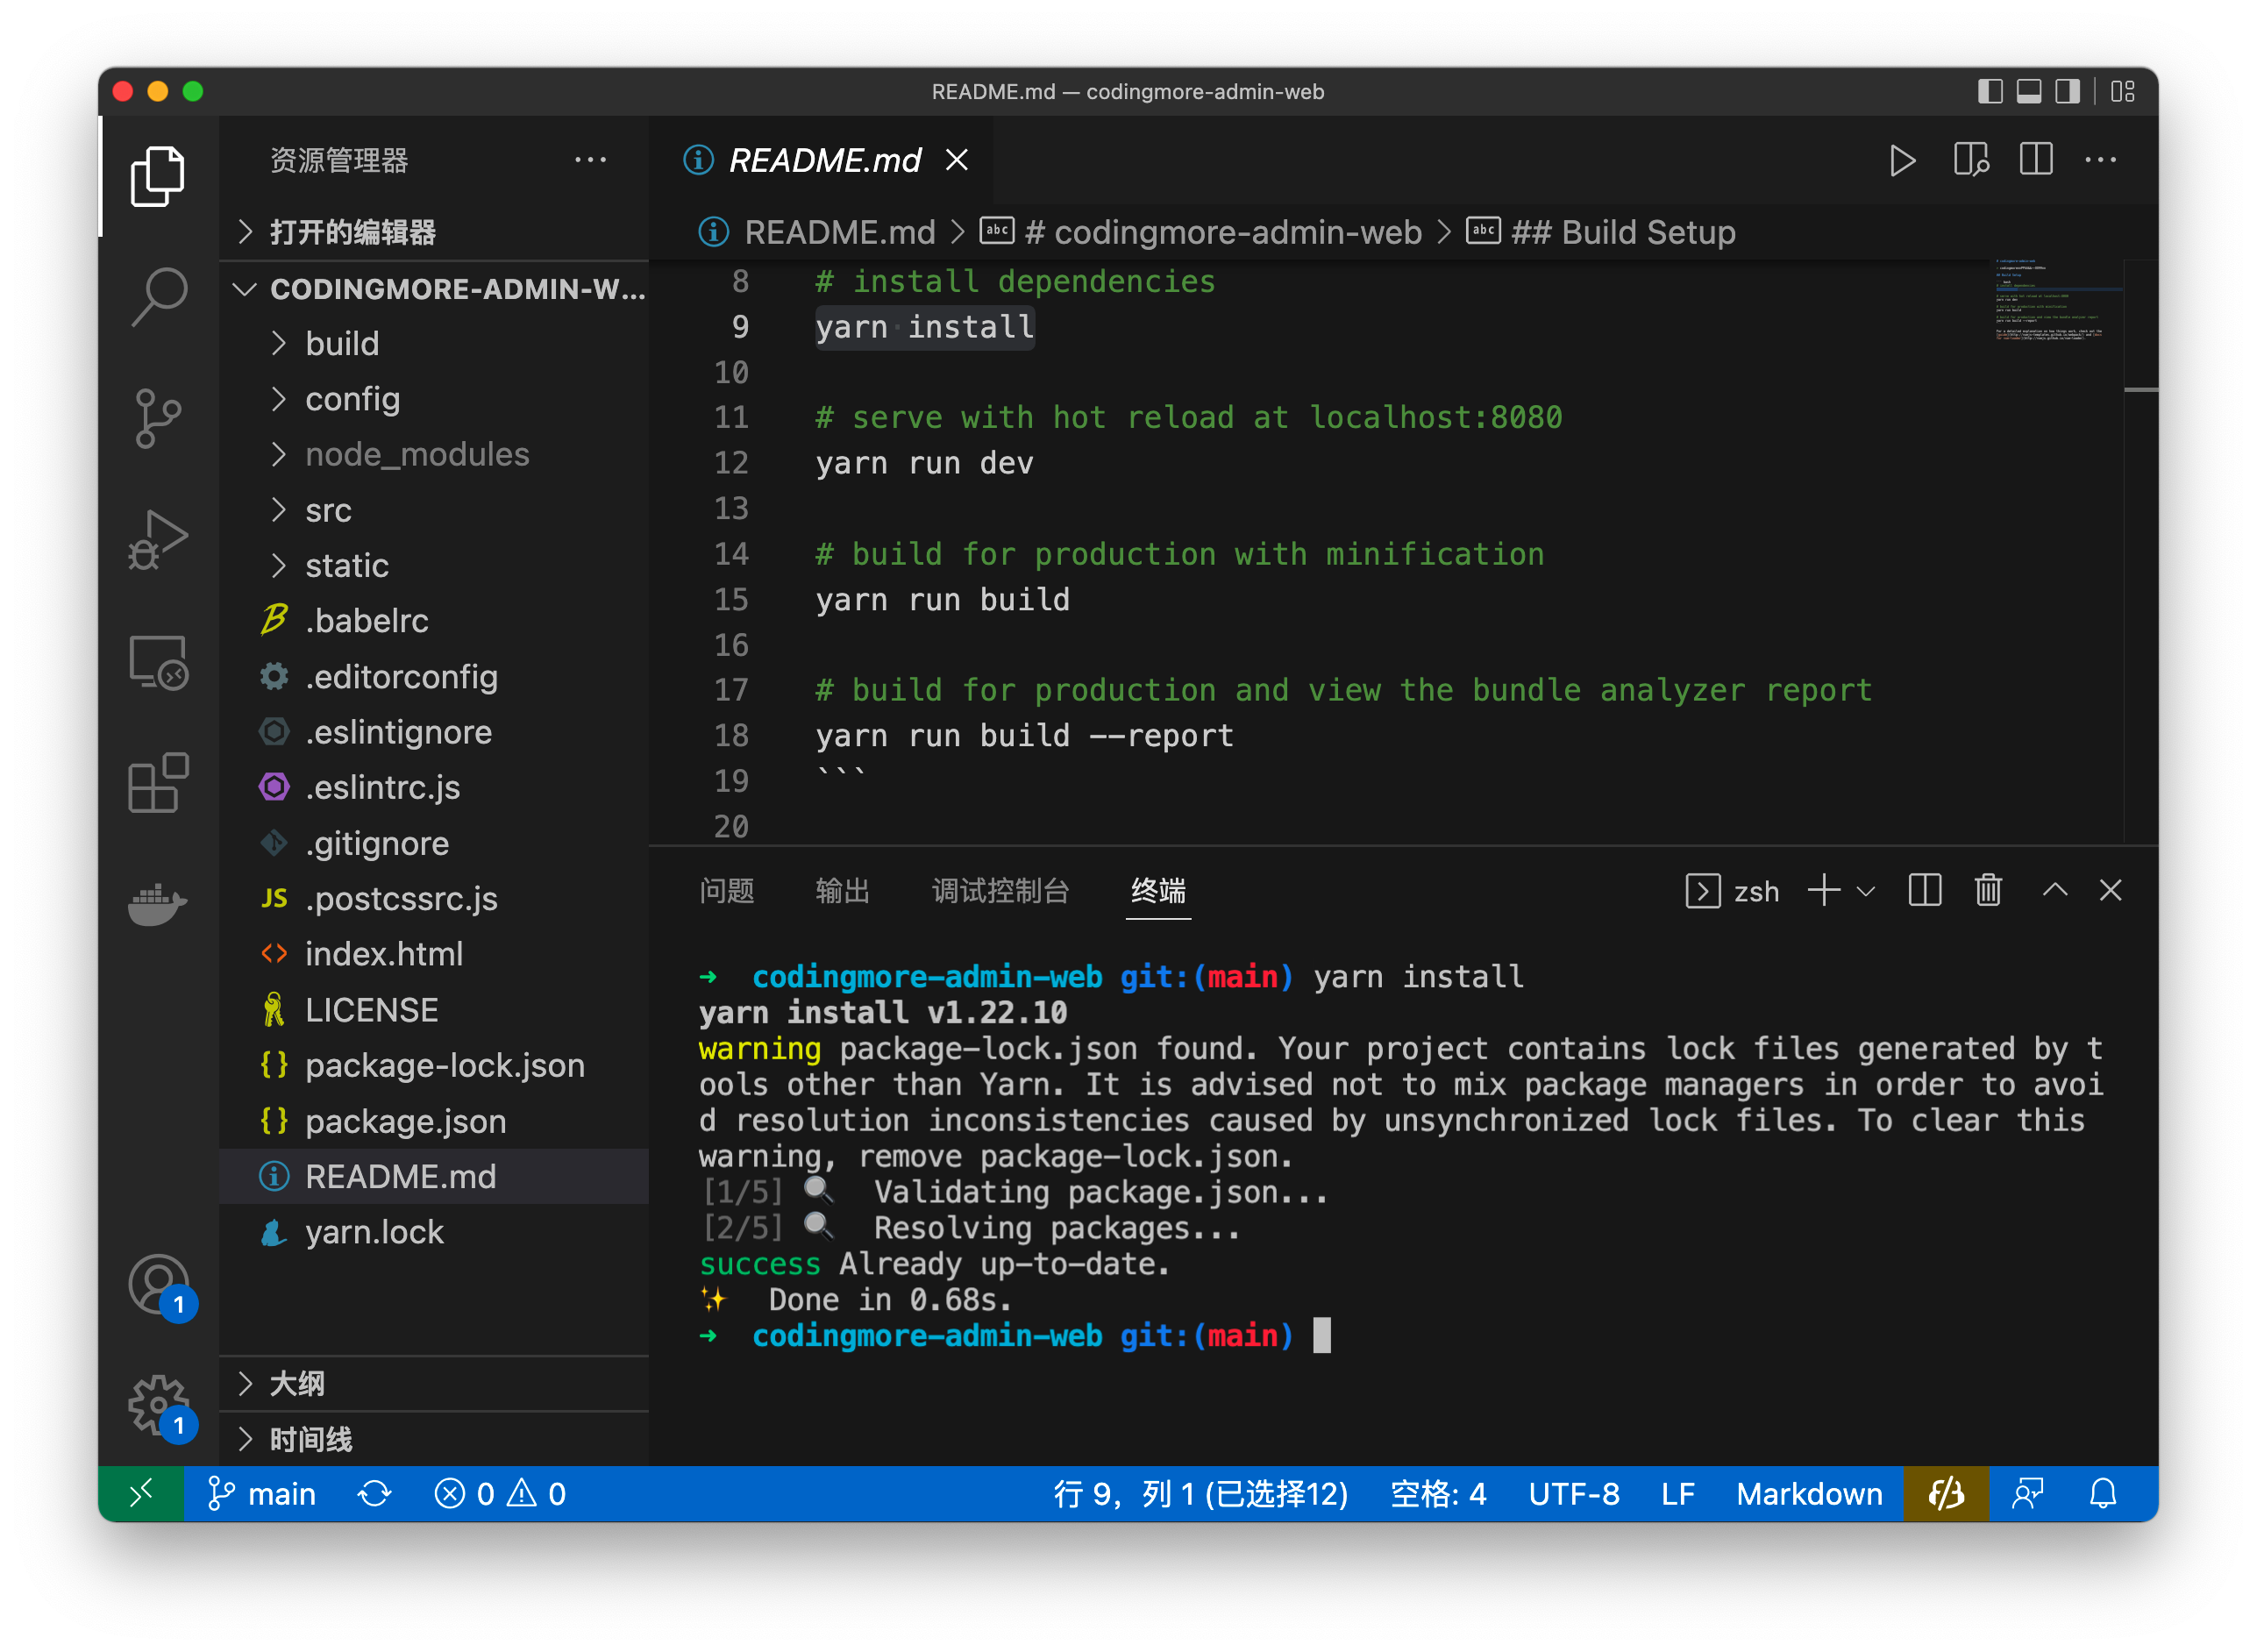 README.md — codingmore-admin-web
资源管理器
打开的编辑器
CODINGMORE-ADMIN-W...
build
config
node_modules
src
static
.babelrc
.editorconfig
.eslintignore
.eslintrc.js
.gitignore
JS .postcssrc.js
index.html
LICENSE
package-lock.json
package.json
README.md
yarn.lock
大纲
时间线
1
1
README.md
README.md > abc # codingmore-admin-web > abc ## Build Setup
8 # install dependencies
9 yarn install
10
11 # serve with hot reload at localhost:8080
12 yarn run dev
13
14 # build for production with minification
15 yarn run build
16
17 # build for production and view the bundle analyzer report
18 yarn run build --report
19 ```
20
问题 输出 调试控制台 终端 zsh
➜ codingmore-admin-web git:(main) yarn install
yarn install v1.22.10
warning package-lock.json found. Your project contains lock files generated by t
ools other than Yarn. It is advised not to mix package managers in order to avoi
d resolution inconsistencies caused by unsynchronized lock files. To clear this
warning, remove package-lock.json.
[1/5] 🔍 Validating package.json...
[2/5] 🔍 Resolving packages...
success Already up-to-date.
✨ Done in 0.68s.
➜ codingmore-admin-web git:(main)
main 0 0 行 9，列 1 (已选择12) 空格: 4 UTF-8 LF Markdown